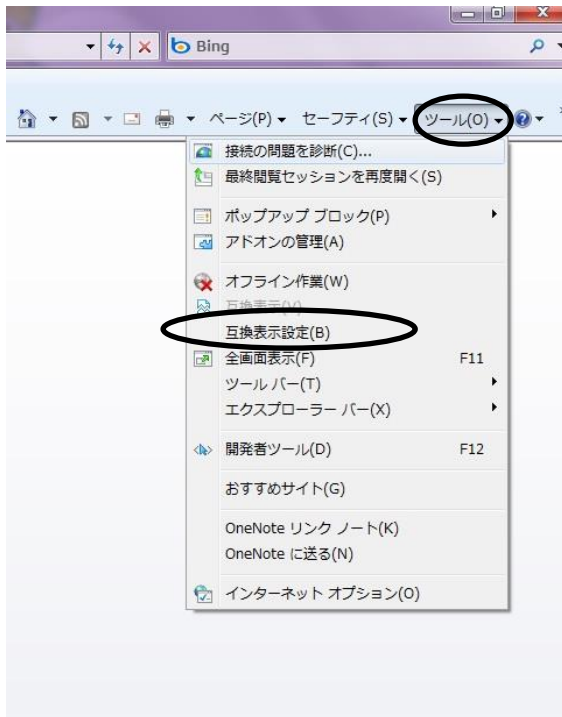 Bing
ページ(P) セーフティ(S) ツール(O)
接続の問題を診断(C)...
最終閲覧セッションを再度開く(S)
ポップアップ ブロック(P)
アドオンの管理(A)
オフライン作業(W)
互換表示(V)
互換表示設定(B)
全画面表示(F) F11
ツール バー(T)
エクスプローラー バー(X)
開発者ツール(D) F12
おすすめサイト(G)
OneNote リンク ノート(K)
OneNote に送る(N)
インターネット オプション(O)